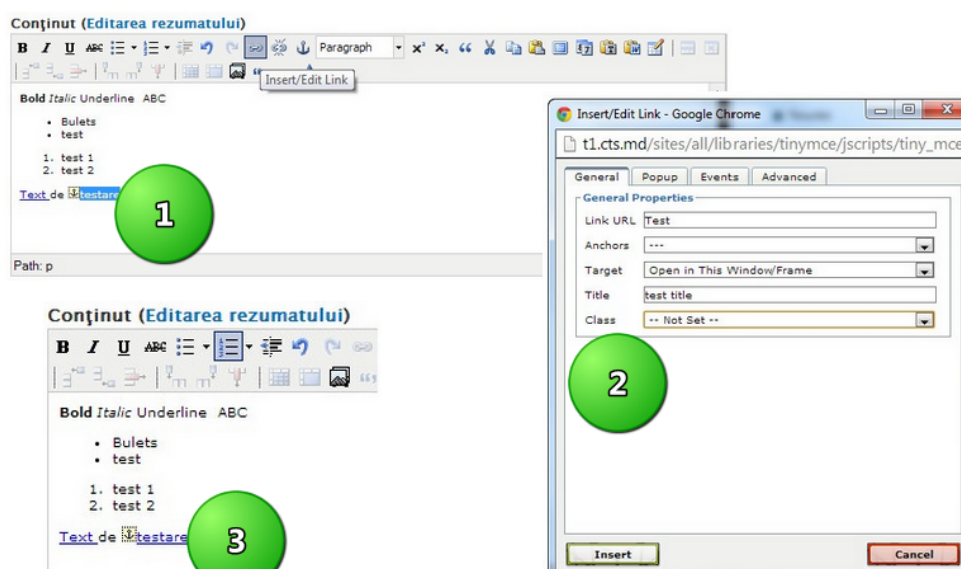 Conţinut (Editarea rezumatului)
B I U ABC Paragraph x² x₂
Insert/Edit Link
Bold Italic Underline ABC
Bulets
test
1. test 1
2. test 2
Text de testare
1
Path: p
Insert/Edit Link - Google Chrome
t1.cts.md/sites/all/libraries/tinymce/jscripts/tiny_mce
General Popup Events Advanced
General Properties
Link URL Test
Anchors ---
Target Open in This Window/Frame
Title test title
Class -- Not Set --
2
Insert Cancel
Conţinut (Editarea rezumatului)
B I U ABC
Bold Italic Underline ABC
Bulets
test
1. test 1
2. test 2
Text de testare
3